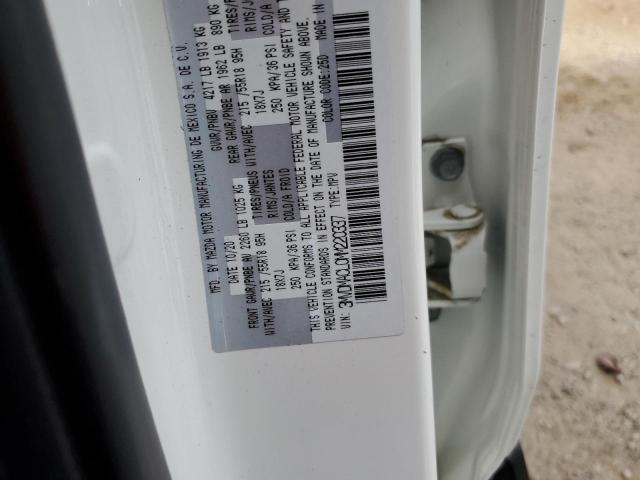 MFD. BY MAZDA MOTOR MANUFACTURING DE MEXICO S.A. DE C.V.
DATE 10/20 GVWR/PNBV 4217 LB 1913 KG
FRONT GAWR/PNBE AV 2260 LB 1025 KG REAR GAWR/PNBE AR 1962 LB 890 KG
WITH/AVEC 215 /55R18 95H TIRES/PNEUS WITH/AVEC 215 /55R18 95H TIRES/
18X7J RIMS/JANTES 18X7J RIMS/
250 KPA/36 PSI COLD/A FROID 250 KPA/36 PSI COLD/A
THIS VEHICLE CONFORMS TO ALL APPLICABLE FEDERAL MOTOR VEHICLE SAFETY AND
PREVENTION STANDARDS IN EFFECT ON THE DATE OF MANUFACTURE SHOWN ABOVE.
VIN: TYPE:MPV COLOR CODE:25D MADE IN